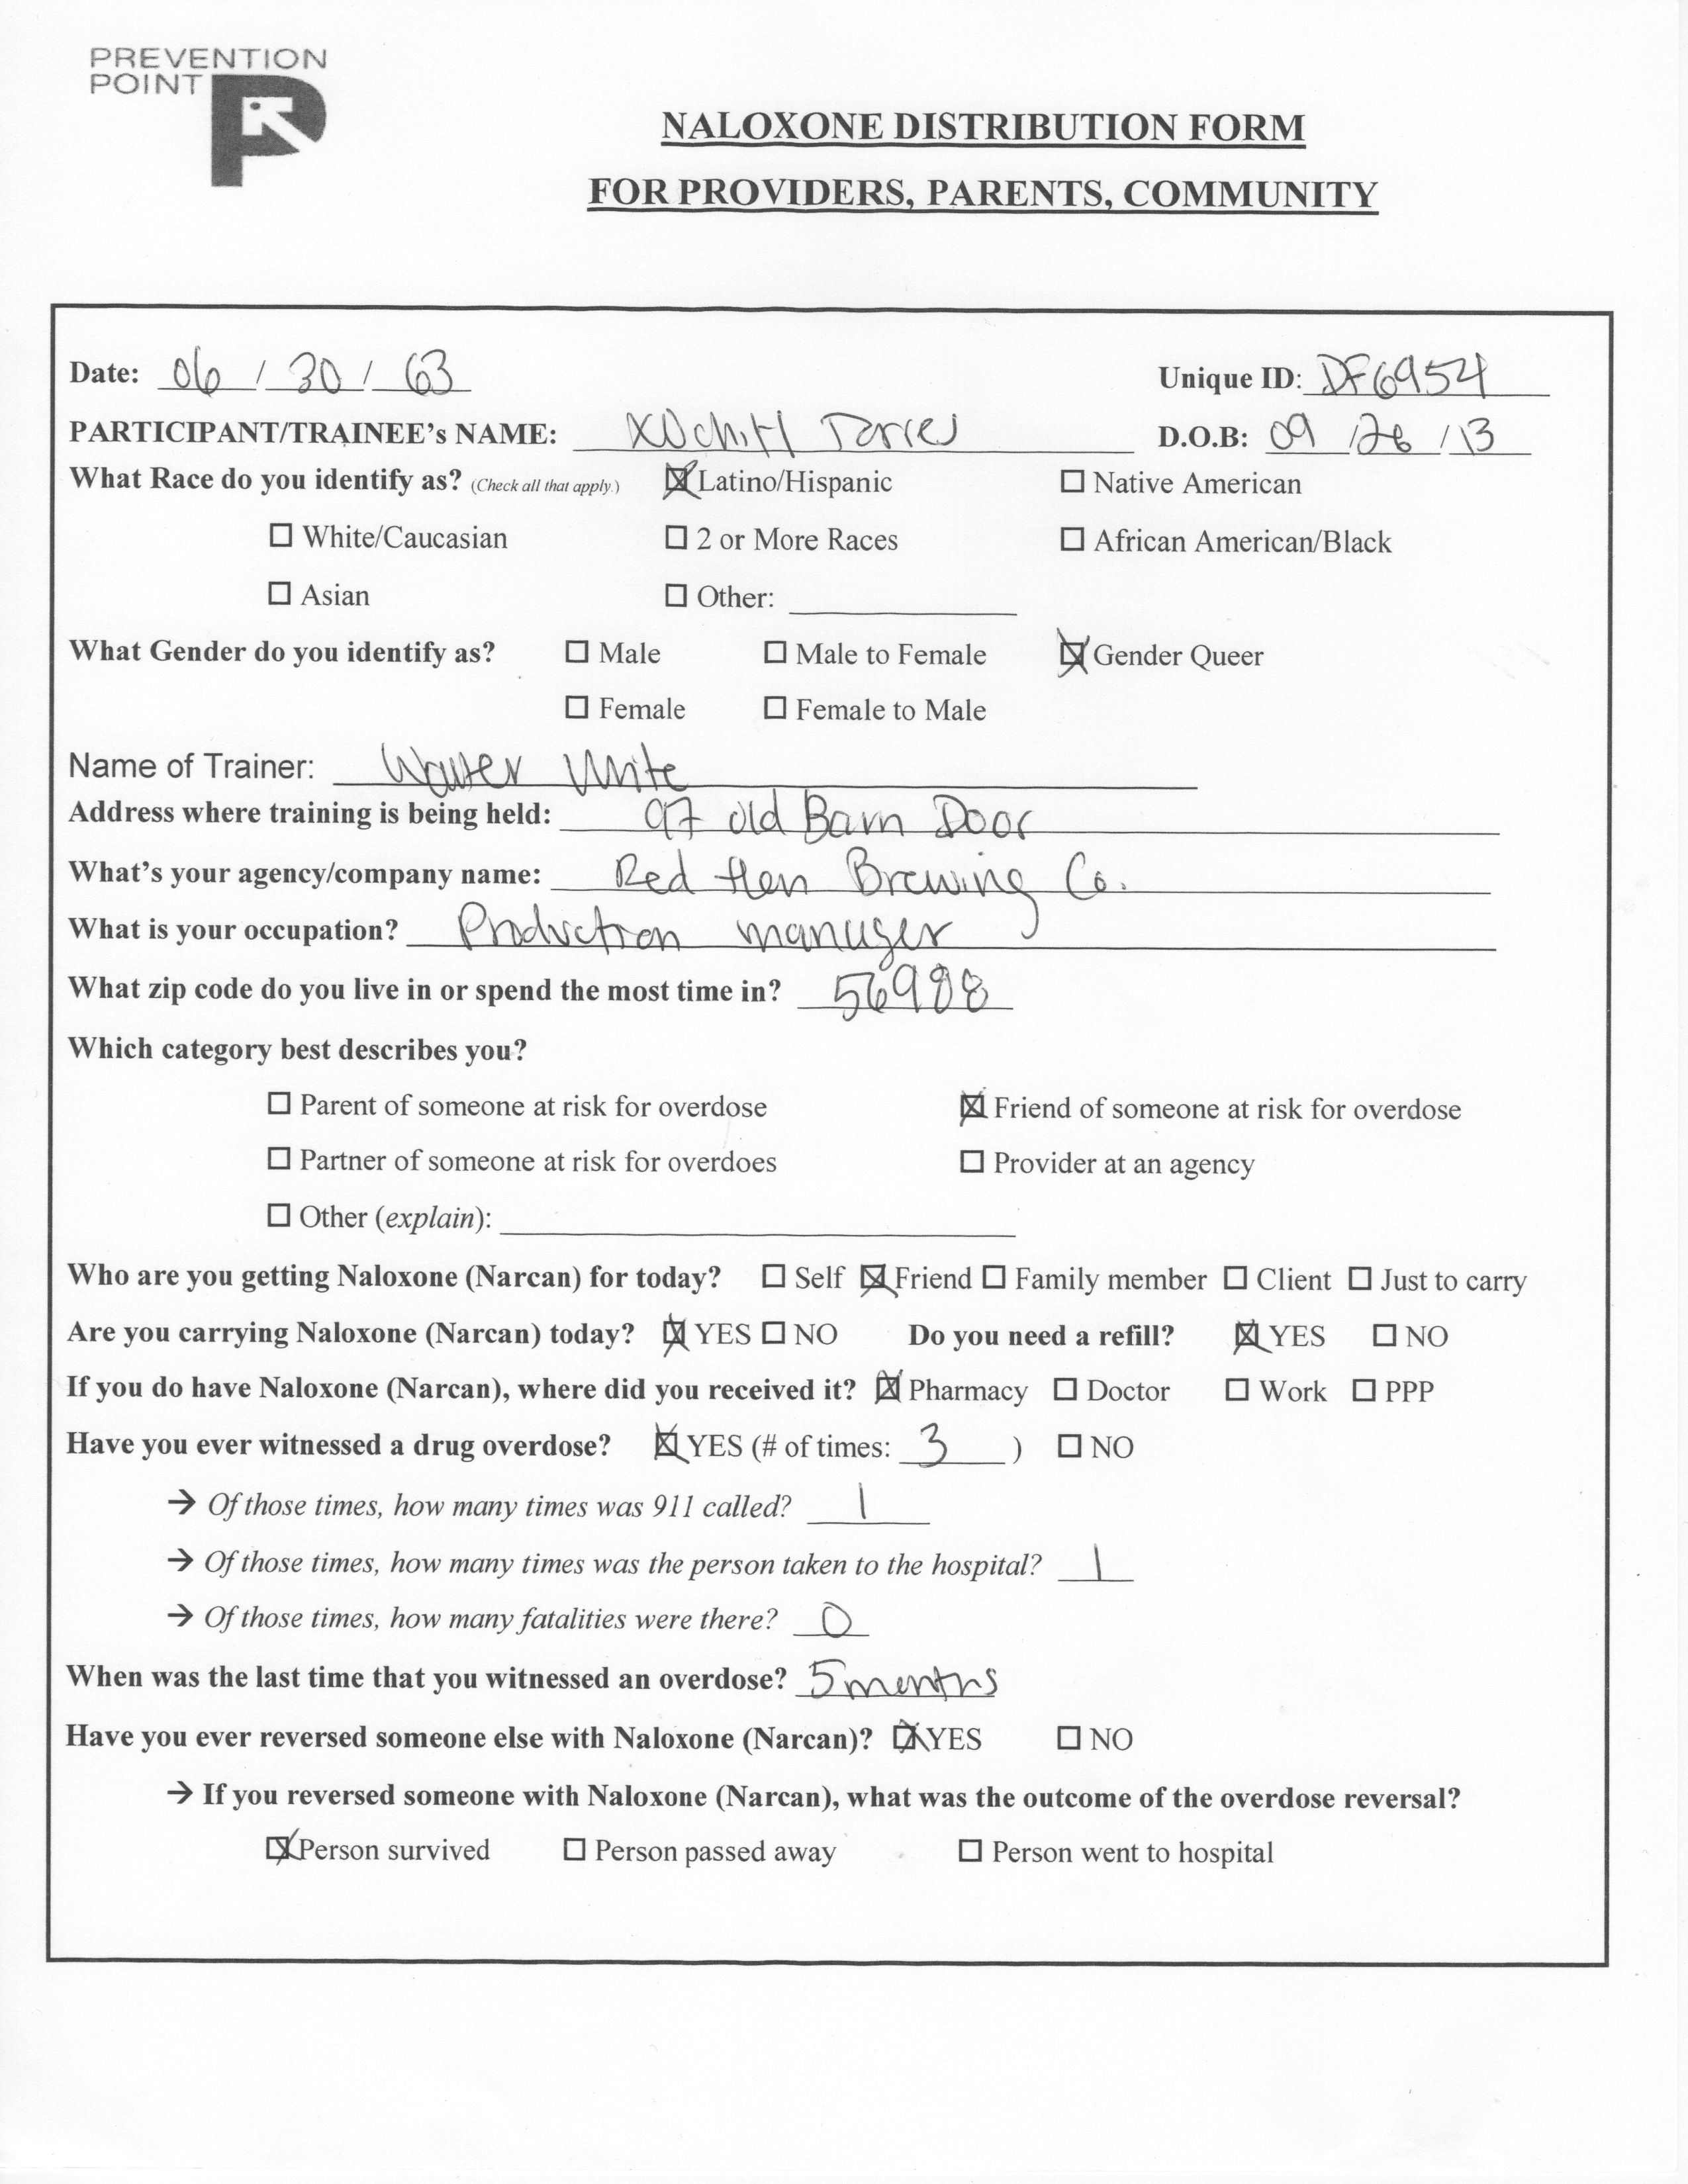 PREVENTION
POINT
NALOXONE DISTRIBUTION FORM
FOR PROVIDERS, PARENTS, COMMUNITY
Date: 06 / 30 / 63 Unique ID: DF6954
PARTICIPANT/TRAINEE's NAME: Xochitl Torres D.O.B: 09 / 26 / 13
What Race do you identify as? (Check all that apply.) ☒ Latino/Hispanic ☐ Native American
☐ White/Caucasian ☐ 2 or More Races ☐ African American/Black
☐ Asian ☐ Other:
What Gender do you identify as? ☐ Male ☐ Male to Female ☒ Gender Queer
☐ Female ☐ Female to Male
Name of Trainer: Walter White
Address where training is being held: 97 old Barn Door
What's your agency/company name: Red Hen Brewing Co.
What is your occupation? Production manager
What zip code do you live in or spend the most time in? 56988
Which category best describes you?
☐ Parent of someone at risk for overdose ☒ Friend of someone at risk for overdose
☐ Partner of someone at risk for overdoes ☐ Provider at an agency
☐ Other (explain):
Who are you getting Naloxone (Narcan) for today? ☐ Self ☒ Friend ☐ Family member ☐ Client ☐ Just to carry
Are you carrying Naloxone (Narcan) today? ☒ YES ☐ NO Do you need a refill? ☒ YES ☐ NO
If you do have Naloxone (Narcan), where did you received it? ☒ Pharmacy ☐ Doctor ☐ Work ☐ PPP
Have you ever witnessed a drug overdose? ☒ YES (# of times: 3 ) ☐ NO
→ Of those times, how many times was 911 called? 1
→ Of those times, how many times was the person taken to the hospital? 1
→ Of those times, how many fatalities were there? 0
When was the last time that you witnessed an overdose? 5 months
Have you ever reversed someone else with Naloxone (Narcan)? ☒ YES ☐ NO
→ If you reversed someone with Naloxone (Narcan), what was the outcome of the overdose reversal?
☒ Person survived ☐ Person passed away ☐ Person went to hospital